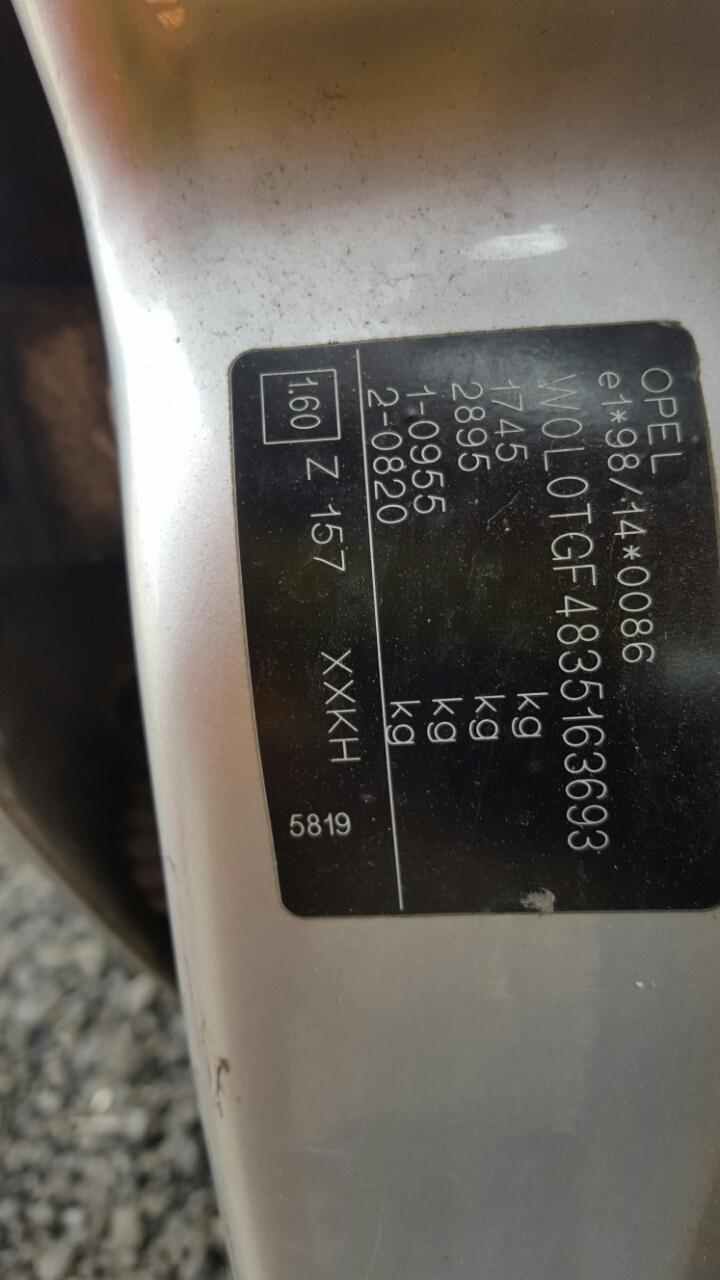 OPEL
e1*98/14*0086
W0L0TGF4835163693
1745 kg
2895 kg
1-0955 kg
2-0820 kg
1.60 Z 157 XXKH 5819